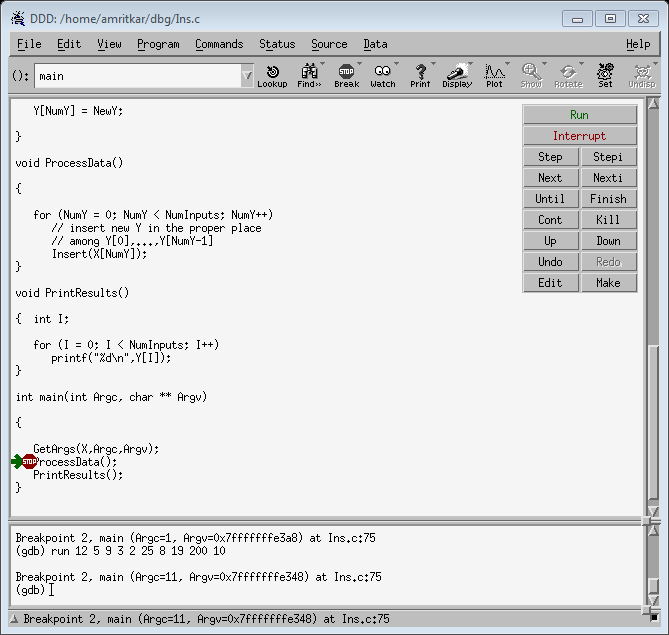 DDD: /home/amritkar/dbg/Ins.c
File Edit View Program Commands Status Source Data Help
(): main
Lookup Find>> Break Watch Print Display Plot Show Rotate Set Undisp
Y[NumY] = NewY;
}
void ProcessData()
{
for (NumY = 0; NumY < NumInputs; NumY++)
// insert new Y in the proper place
// among Y[0],...,Y[NumY-1]
Insert(X[NumY]);
}
void PrintResults()
{  int I;
for (I = 0; I < NumInputs; I++)
printf("%d\n",Y[I]);
}
int main(int Argc, char ** Argv)
{
GetArgs(X,Argc,Argv);
STOP rocessData();
PrintResults();
}
Run
Interrupt
Step Stepi
Next Nexti
Until Finish
Cont Kill
Up Down
Undo Redo
Edit Make
Breakpoint 2, main (Argc=1, Argv=0x7fffffffe3a8) at Ins.c:75
(gdb) run 12 5 9 3 2 25 8 19 200 10
Breakpoint 2, main (Argc=11, Argv=0x7fffffffe348) at Ins.c:75
(gdb)
Breakpoint 2, main (Argc=11, Argv=0x7fffffffe348) at Ins.c:75